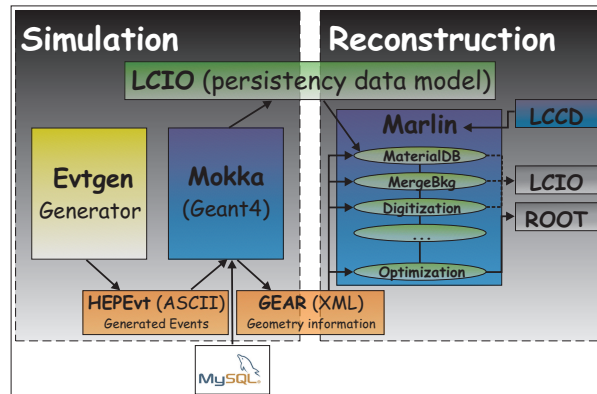 Simulation
Reconstruction
LCIO (persistency data model)
Evtgen
Generator
Mokka
(Geant4)
HEPEvt (ASCII)
Generated Events
GEAR (XML)
Geometry information
MySQL®
Marlin
MaterialDB
MergeBkg
Digitization
...
Optimization
LCCD
LCIO
ROOT